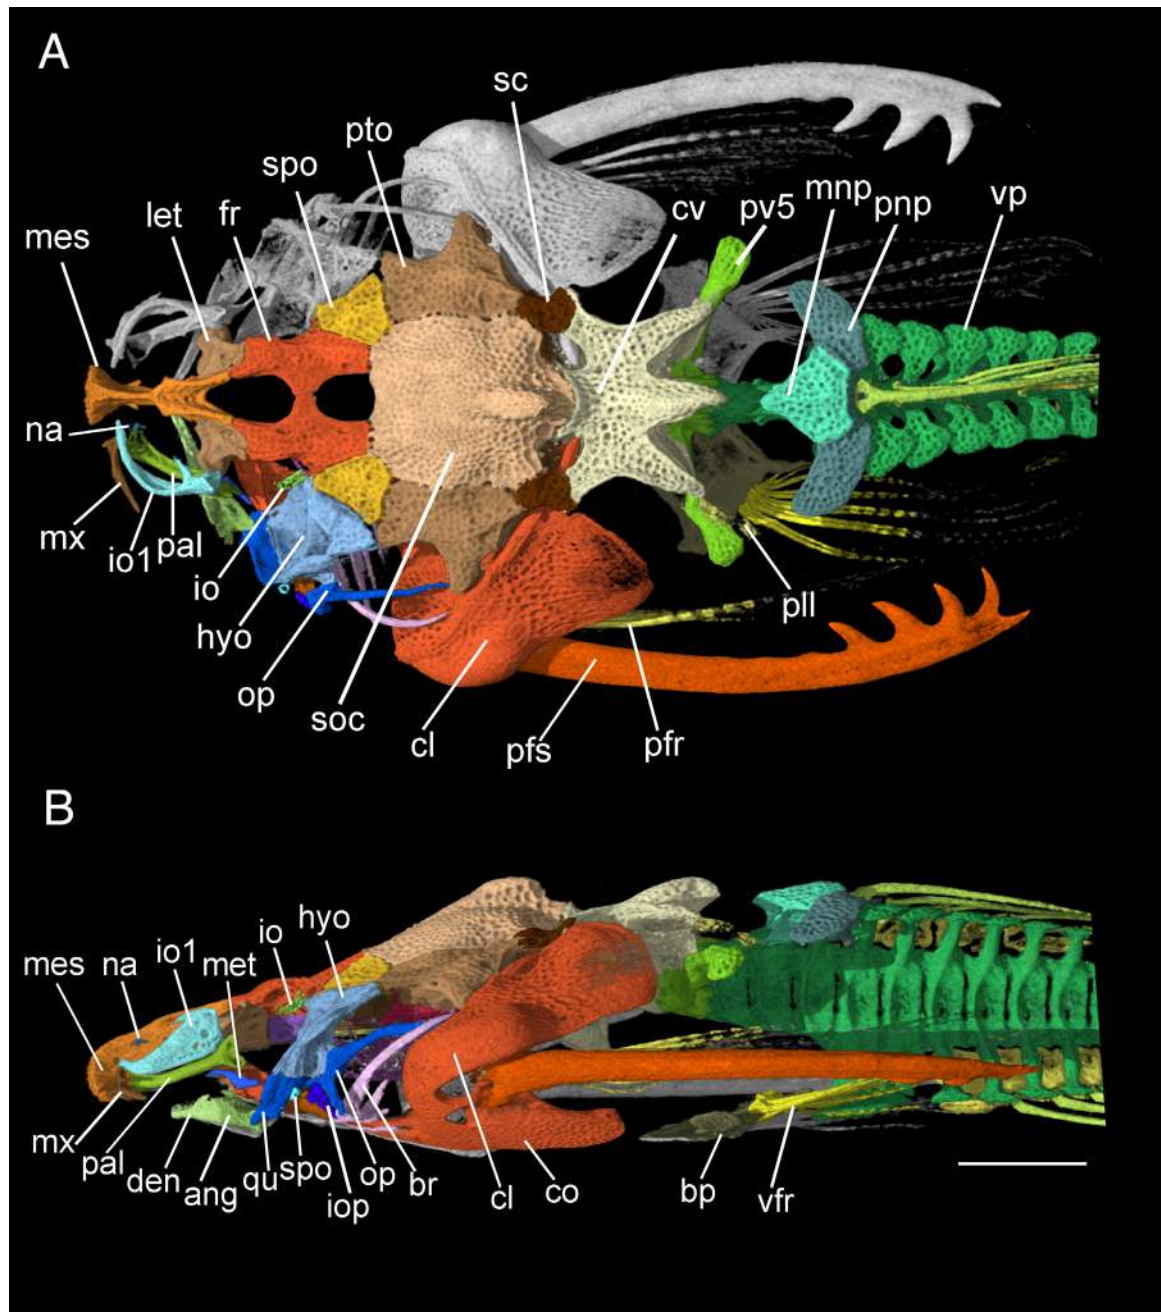 A
sc
pto
spo
mnp
cv
pv5
pnp
vp
let
fr
mes
na
mx
io1
pal
io
hyo
op
soc
cl
pfs
pfr
pll
B
hyo
io
io1
met
na
mes
mx
pal
den
ang
qu
spo
iop
op
br
cl
co
bp
vfr